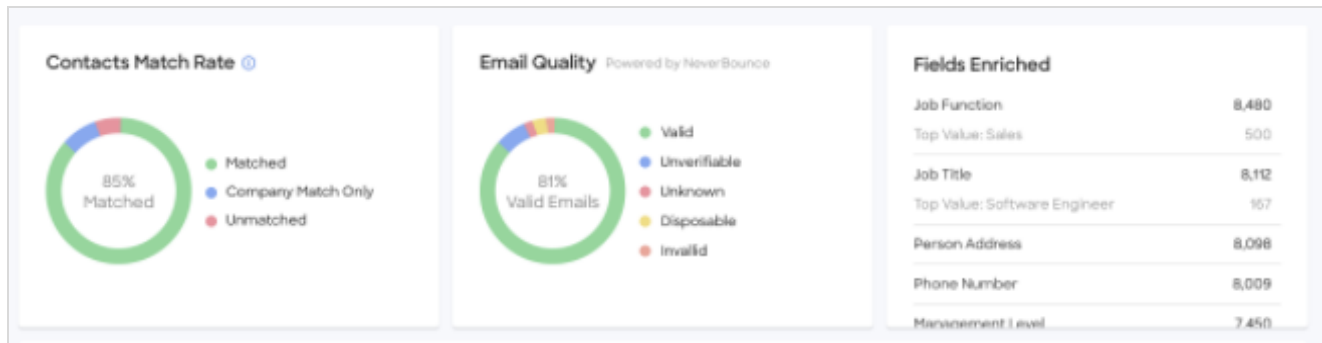 Contacts Match Rate
85%
Matched
Matched
Company Match Only
Unmatched
Email Quality Powered by NeverBounce
81%
Valid Emails
Valid
Unverifiable
Unknown
Disposable
Invallid
Fields Enriched
Job Function 8,480
Top Value: Sales 500
Job Title 8,112
Top Value: Software Engineer 167
Person Address 8,098
Phone Number 8,009
Management Level 7,450